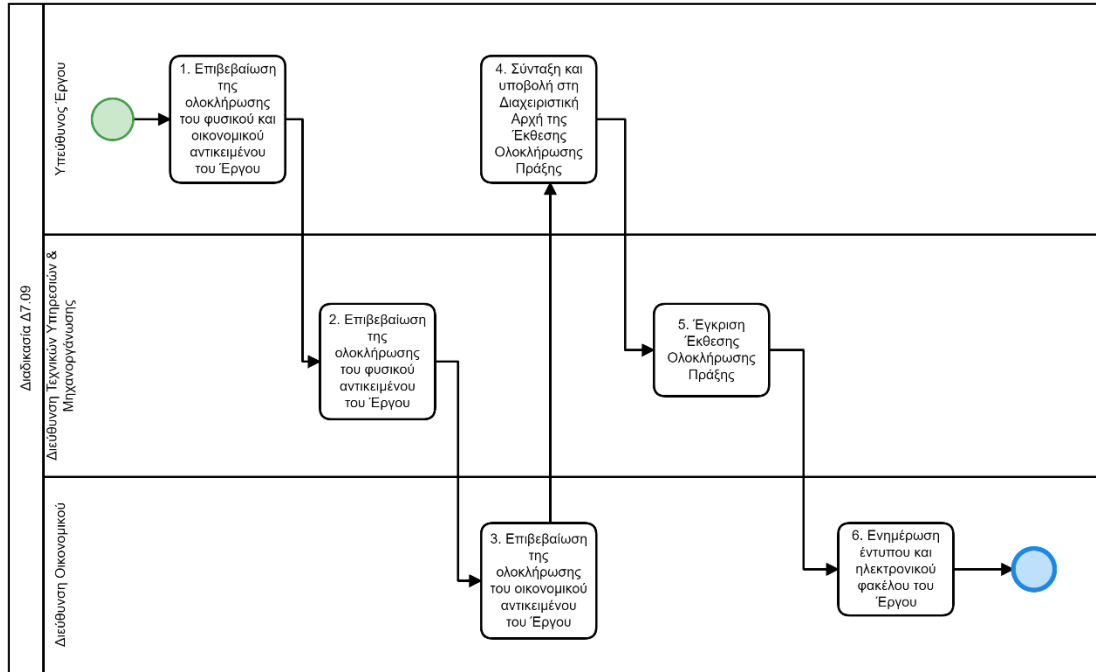 Διαδικασία Δ7.09
Υπεύθυνος Έργου
1. Επιβεβαίωση
της
ολοκλήρωσης
του φυσικού και
οικονομικού
αντικειμένου
του Έργου
4. Σύνταξη και
υποβολή στη
Διαχειριστική
Αρχή της
Έκθεσης
Ολοκλήρωσης
Πράξης
Διεύθυνση Τεχνικών Υπηρεσιών &
Μηχανοργάνωσης
2. Επιβεβαίωση
της
ολοκλήρωσης
του φυσικού
αντικειμένου
του Έργου
5. Έγκριση
Έκθεσης
Ολοκλήρωσης
Πράξης
Διεύθυνση Οικονομικού
3. Επιβεβαίωση
της
ολοκλήρωσης
του οικονομικού
αντικειμένου
του Έργου
6. Ενημέρωση
έντυπου και
ηλεκτρονικού
φακέλου του
Έργου